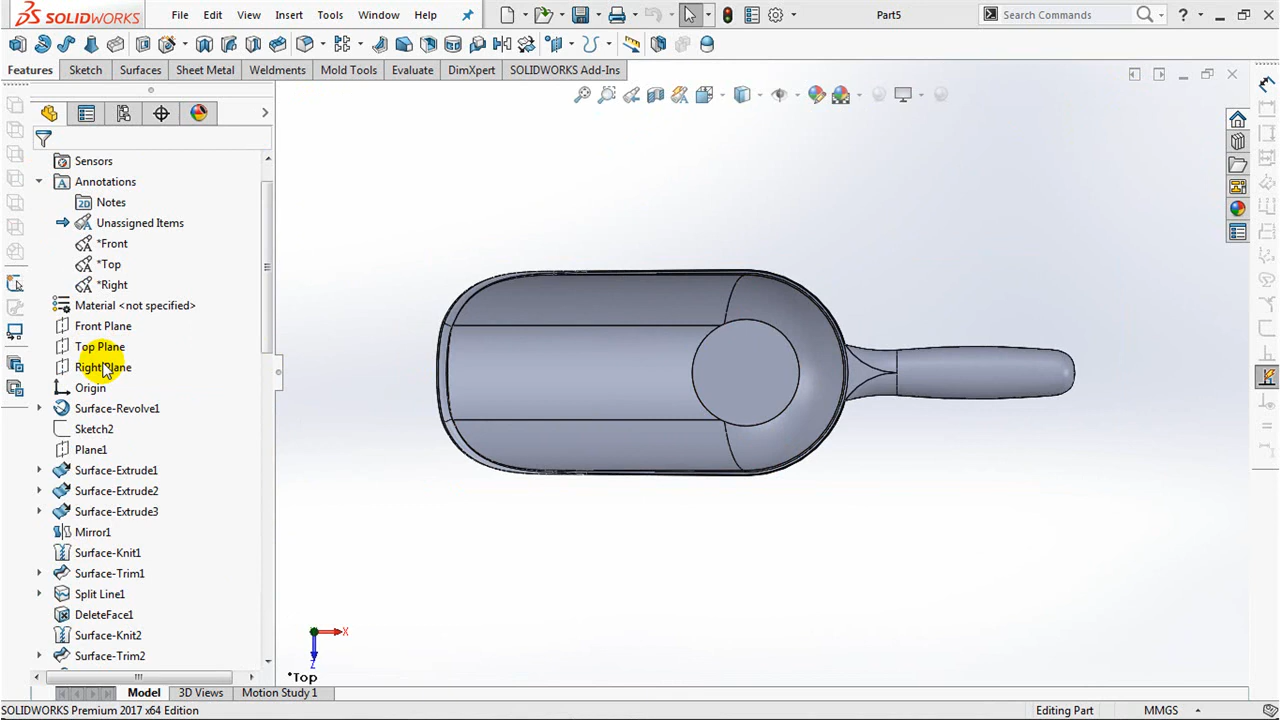 SOLIDWORKS File Edit View Insert Tools Window Help Part5 Search Commands ?
Features Sketch Surfaces Sheet Metal Weldments Mold Tools Evaluate DimXpert SOLIDWORKS Add-Ins
Sensors
Annotations
Notes
Unassigned Items
*Front
*Top
*Right
Material <not specified>
Front Plane
Top Plane
Right Plane
Origin
Surface-Revolve1
Sketch2
Plane1
Surface-Extrude1
Surface-Extrude2
Surface-Extrude3
Mirror1
Surface-Knit1
Surface-Trim1
Split Line1
DeleteFace1
Surface-Knit2
Surface-Trim2
X
Z
*Top
Model 3D Views Motion Study 1
SOLIDWORKS Premium 2017 x64 Edition Editing Part MMGS